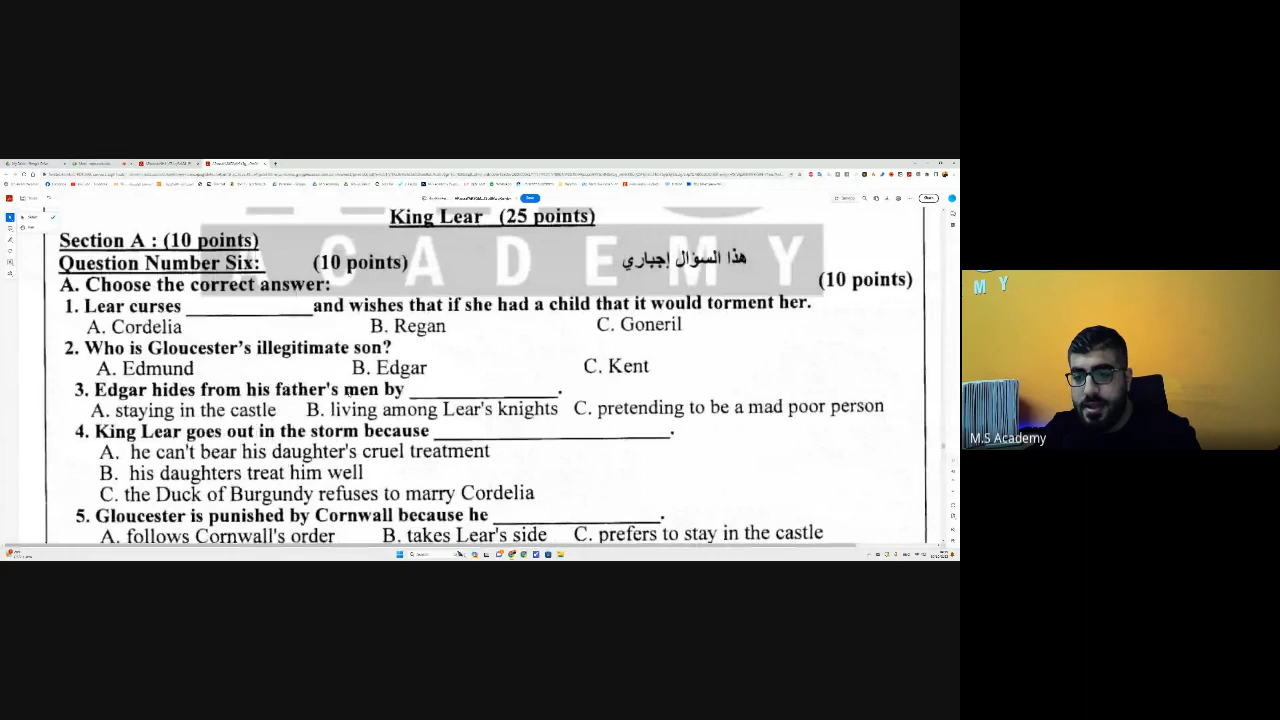 King Lear (25 points)
Section A : (10 points)
Question Number Six: (10 points) هذا السؤال إجباري
A. Choose the correct answer: (10 points)
ACADEMY
1. Lear curses ____________ and wishes that if she had a child that it would torment her.
A. Cordelia B. Regan C. Goneril
2. Who is Gloucester's illegitimate son?
A. Edmund B. Edgar C. Kent
3. Edgar hides from his father's men by ______________.
A. staying in the castle B. living among Lear's knights C. pretending to be a mad poor person
4. King Lear goes out in the storm because ______________________.
A. he can't bear his daughter's cruel treatment
B. his daughters treat him well
C. the Duck of Burgundy refuses to marry Cordelia
5. Gloucester is punished by Cornwall because he ________________.
A. follows Cornwall's order B. takes Lear's side C. prefers to stay in the castle
M Y
M.S Academy